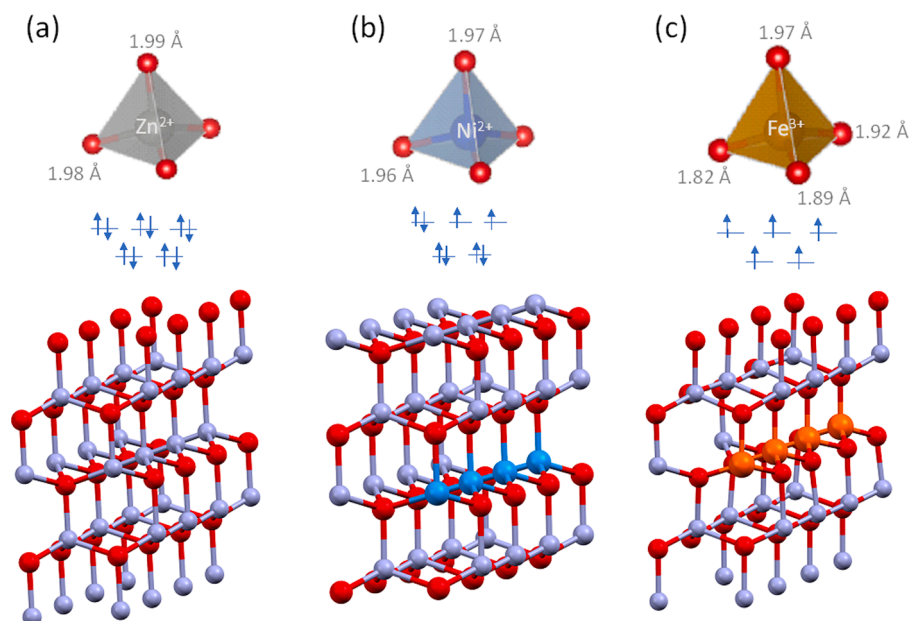 (a)
1.99 Å
Zn2+
1.98 Å
(b)
1.97 Å
Ni2+
1.96 Å
(c)
1.97 Å
Fe3+
1.92 Å
1.82 Å
1.89 Å